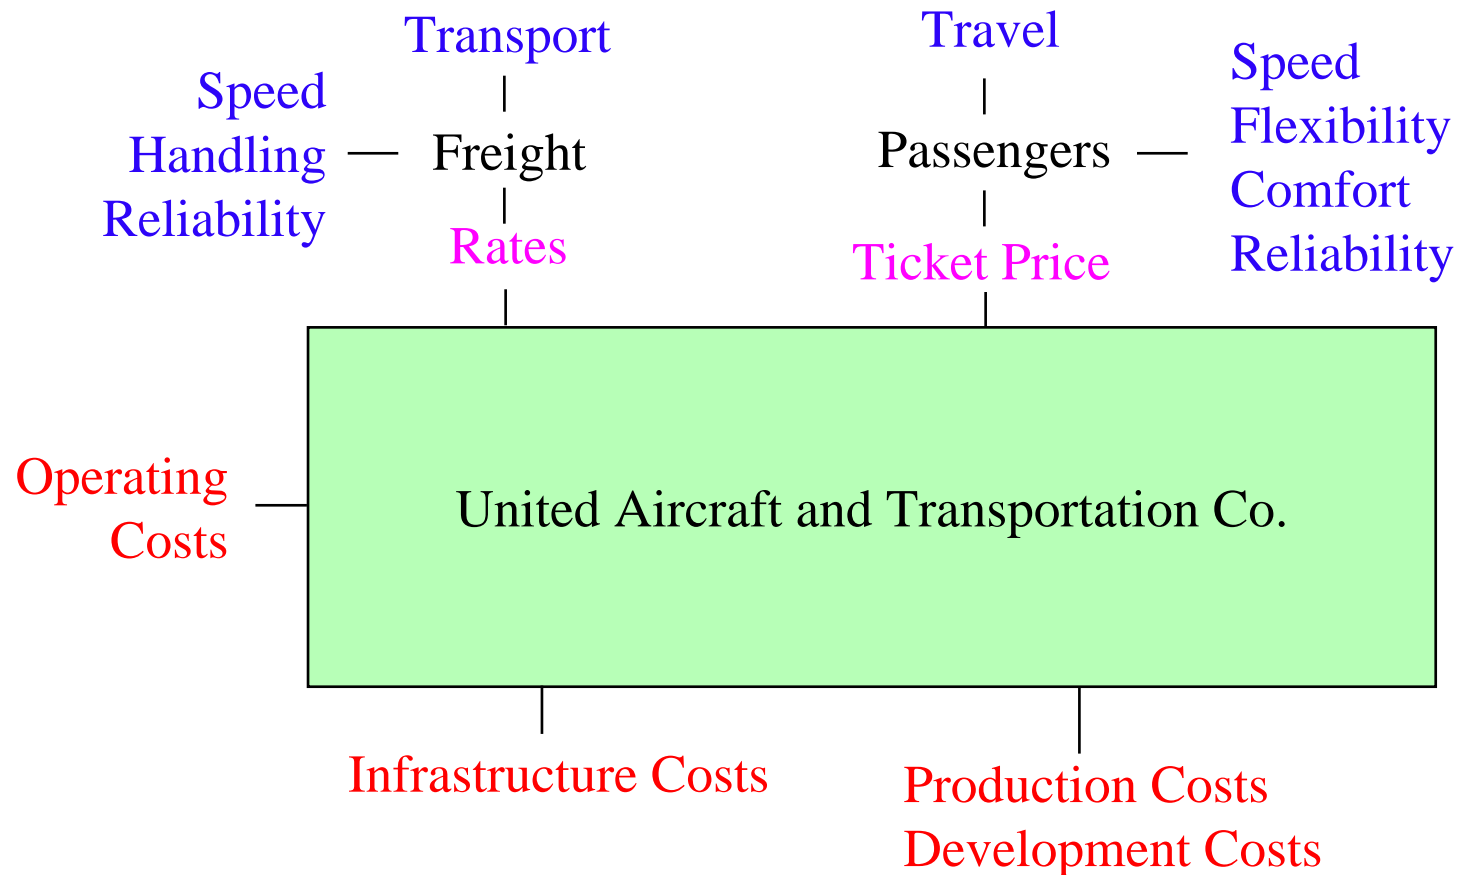 Transport
Speed
Handling
Reliability
Freight
Rates
Travel
Passengers
Ticket Price
Speed
Flexibility
Comfort
Reliability
Operating
Costs
United Aircraft and Transportation Co.
Infrastructure Costs
Production Costs
Development Costs